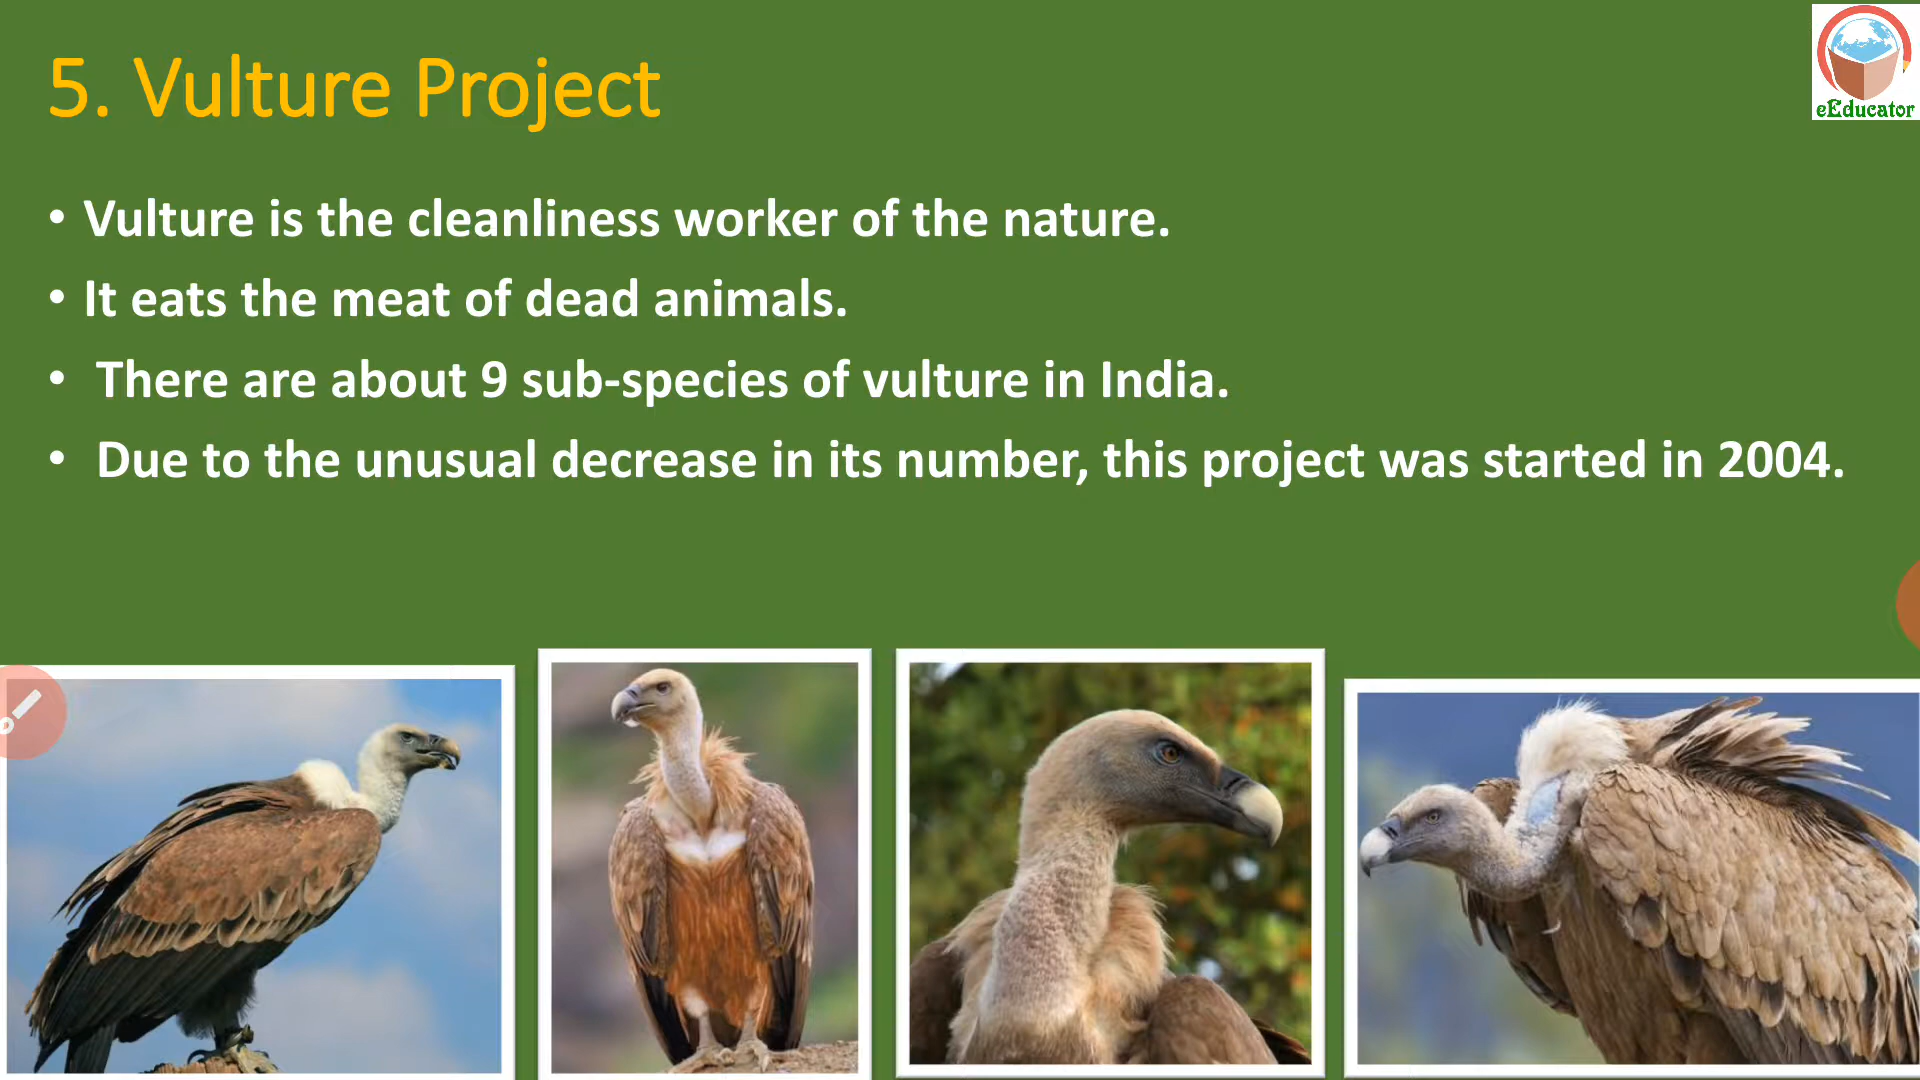 5. Vulture Project
eEducator
• Vulture is the cleanliness worker of the nature.
• It eats the meat of dead animals.
• There are about 9 sub-species of vulture in India.
• Due to the unusual decrease in its number, this project was started in 2004.